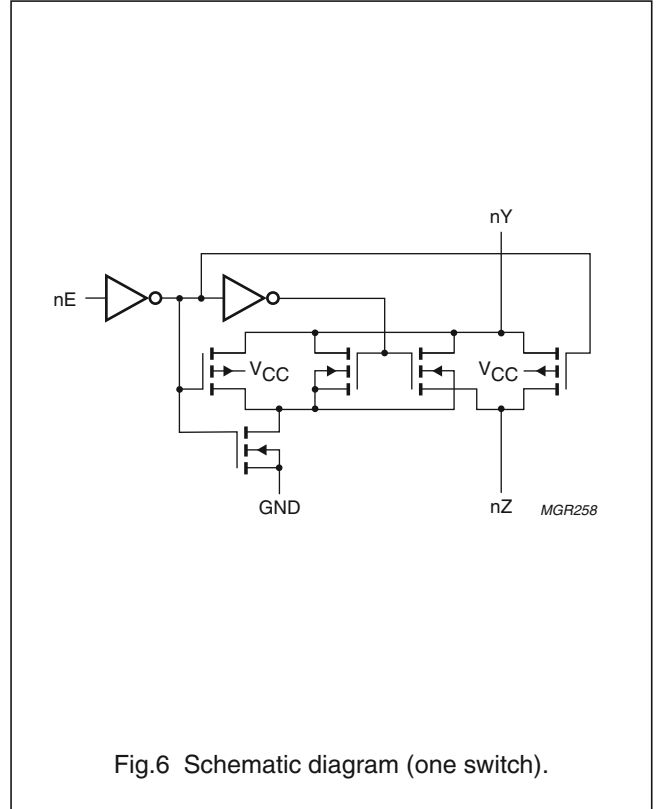 nY
nE
VCC
VCC
GND
nZ
MGR258
Fig.6 Schematic diagram (one switch).